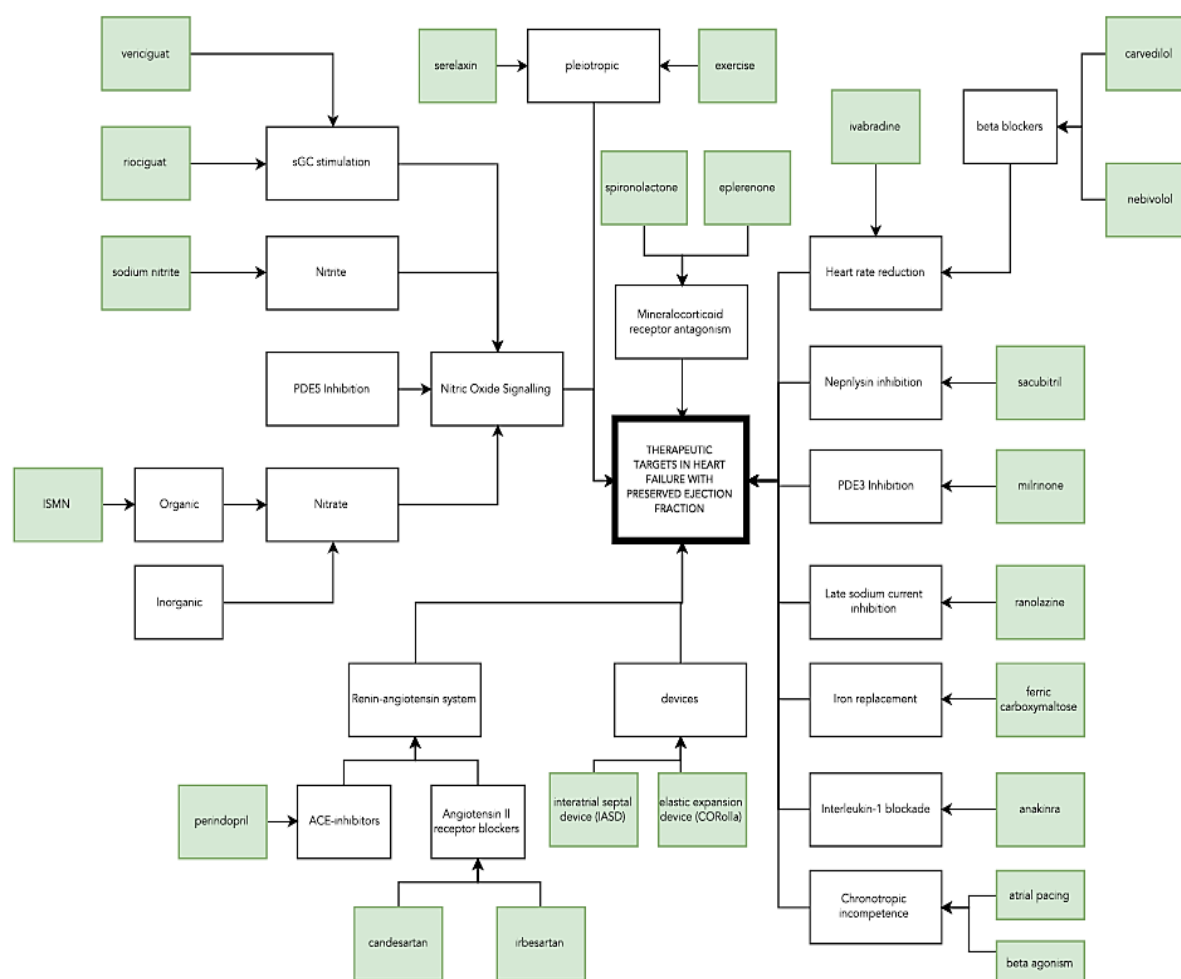 venciguat
serelaxin
pleiotropic
exercise
carvedilol
ivabradine
beta blockers
riociguat
sGC stimulation
spironolactone
eplerenone
nebivolol
sodium nitrite
Nitrite
Heart rate reduction
Mineralocorticoid
receptor antagonism
PDE5 Inhibition
Nitric Oxide Signalling
Neprilysin inhibition
sacubitril
THERAPEUTIC
TARGETS IN HEART
FAILURE WITH
PRESERVED EJECTION
FRACTION
ISMN
Organic
Nitrate
PDE3 Inhibition
milrinone
Inorganic
Late sodium current
inhibition
ranolazine
Renin-angiotensin system
devices
Iron replacement
ferric
carboxymaltose
perindopril
ACE-inhibitors
Angiotensin II
receptor blockers
interatrial septal
device (IASD)
elastic expansion
device (CORolla)
Interleukin-1 blockade
anakinra
candesartan
irbesartan
Chronotropic
incompetence
atrial pacing
beta agonism